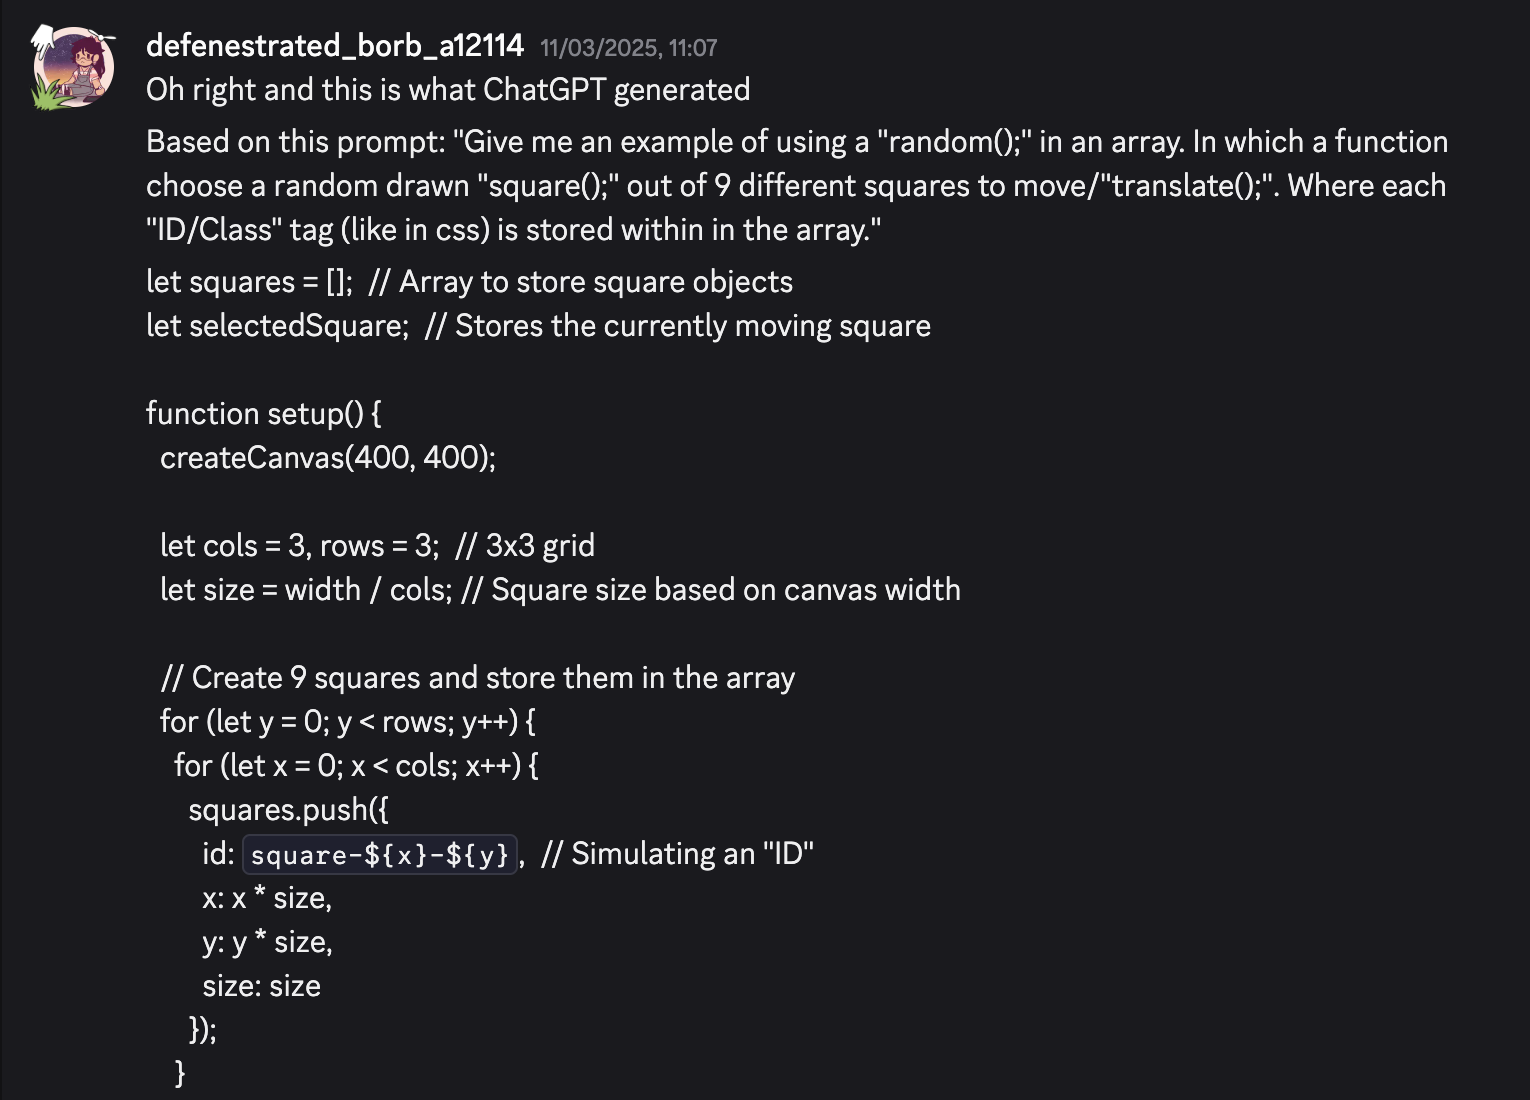 defenestrated_borb_a12114 11/03/2025, 11:07
Oh right and this is what ChatGPT generated
Based on this prompt: "Give me an example of using a "random();" in an array. In which a function
choose a random drawn "square();" out of 9 different squares to move/"translate();". Where each
"ID/Class" tag (like in css) is stored within in the array."
let squares = [];  // Array to store square objects
let selectedSquare;  // Stores the currently moving square
function setup() {
  createCanvas(400, 400);
  let cols = 3, rows = 3;  // 3x3 grid
  let size = width / cols; // Square size based on canvas width
  // Create 9 squares and store them in the array
  for (let y = 0; y < rows; y++) {
    for (let x = 0; x < cols; x++) {
      squares.push({
        id: square-${x}-${y},  // Simulating an "ID"
        x: x * size,
        y: y * size,
        size: size
      });
    }